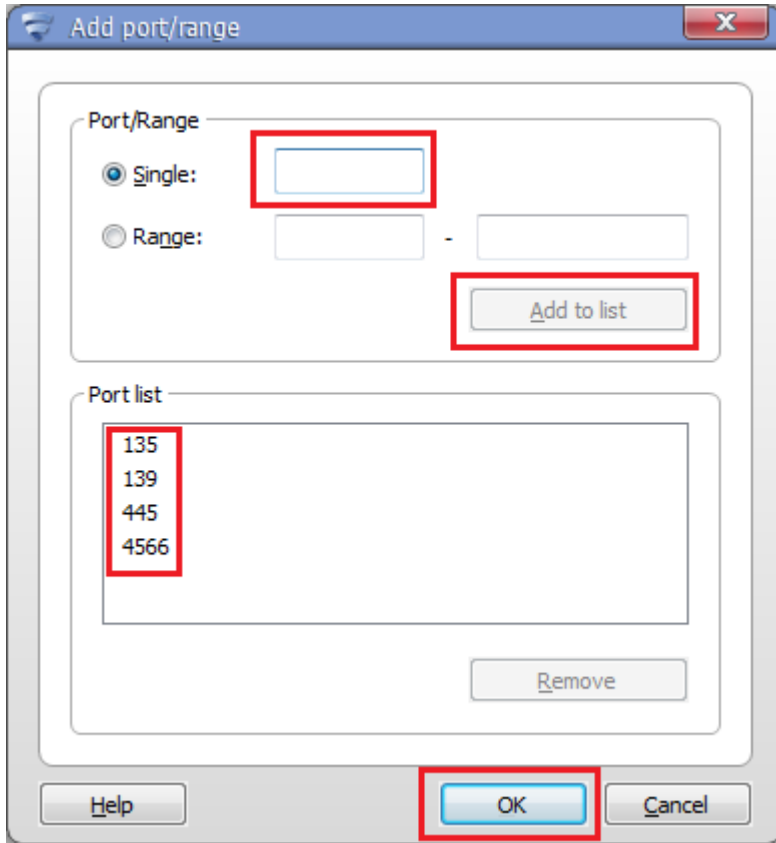 Add port/range
Port/Range
Single:
Range: -
Add to list
Port list
135
139
445
4566
Remove
Help OK Cancel